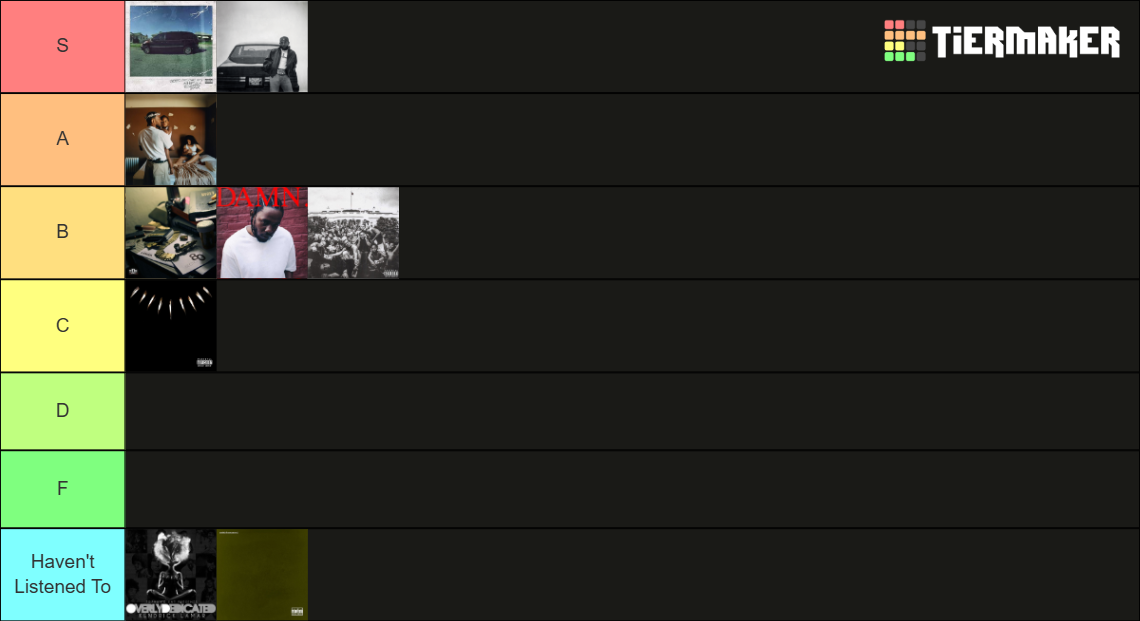 S
TIERMAKER
A
B
DAMN.
C
D
F
Haven't
Listened To
OVERLY DEDICATED
KENDRICK LAMAR